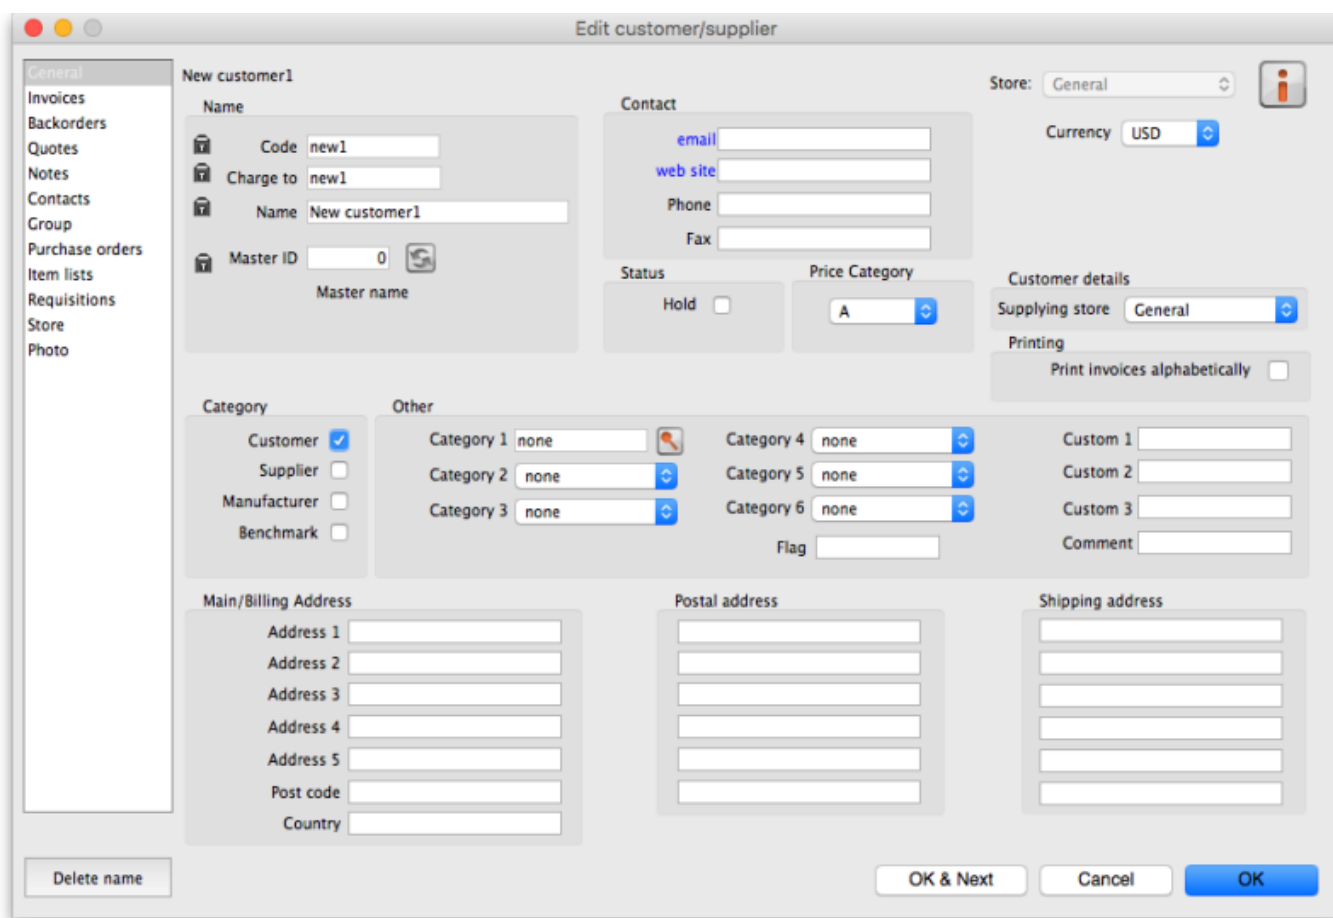 Edit customer/supplier
General
Invoices
Backorders
Quotes
Notes
Contacts
Group
Purchase orders
Item lists
Requisitions
Store
Photo
New customer1
Store: General
Currency USD
Name
Code new1
Charge to new1
Name New customer1
Master ID 0
Master name
Contact
email
web site
Phone
Fax
Status
Hold
Price Category
A
Customer details
Supplying store General
Printing
Print invoices alphabetically
Category
Customer
Supplier
Manufacturer
Benchmark
Other
Category 1 none
Category 2 none
Category 3 none
Category 4 none
Category 5 none
Category 6 none
Flag
Custom 1
Custom 2
Custom 3
Comment
Main/Billing Address
Address 1
Address 2
Address 3
Address 4
Address 5
Post code
Country
Postal address
Shipping address
Delete name
OK & Next
Cancel
OK